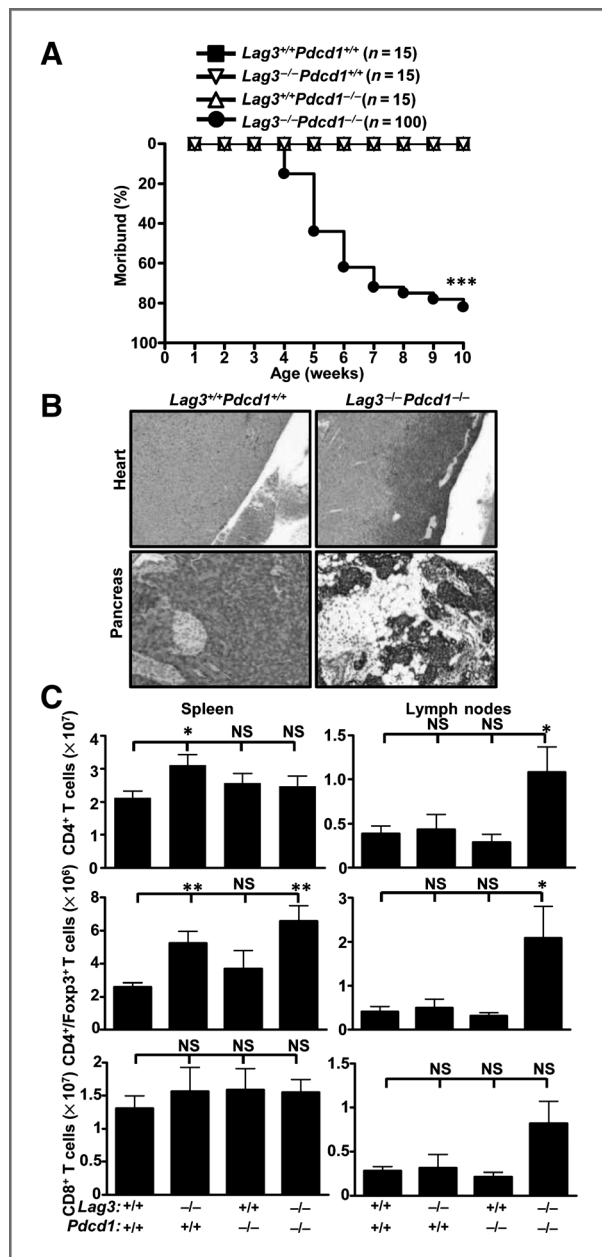 A
Lag3+/+Pdcd1+/+ (n = 15)
Lag3–/–Pdcd1+/+ (n = 15)
Lag3+/+Pdcd1–/– (n = 15)
Lag3–/–Pdcd1–/– (n = 100)
Moribund (%)
0
20
40
60
80
100
***
0 1 2 3 4 5 6 7 8 9 10
Age (weeks)
B
Lag3+/+Pdcd1+/+ Lag3–/–Pdcd1–/–
Heart
Pancreas
C
Spleen Lymph nodes
CD4+ T cells (× 10⁷)
4
3
2
1
0
* NS NS
1.5
1.0
0.5
0
NS NS *
CD4+/Foxp3+ T cells (× 10⁶)
8
6
4
2
0
** NS **
3
2
1
0
NS NS *
CD8+ T cells (× 10⁷)
2
1.5
1
0.5
0
NS NS NS
1.5
1
0.5
0
NS NS NS
Lag3: +/+ –/– +/+ –/– +/+ –/– +/+ –/–
Pdcd1: +/+ +/+ –/– –/– +/+ +/+ –/– –/–